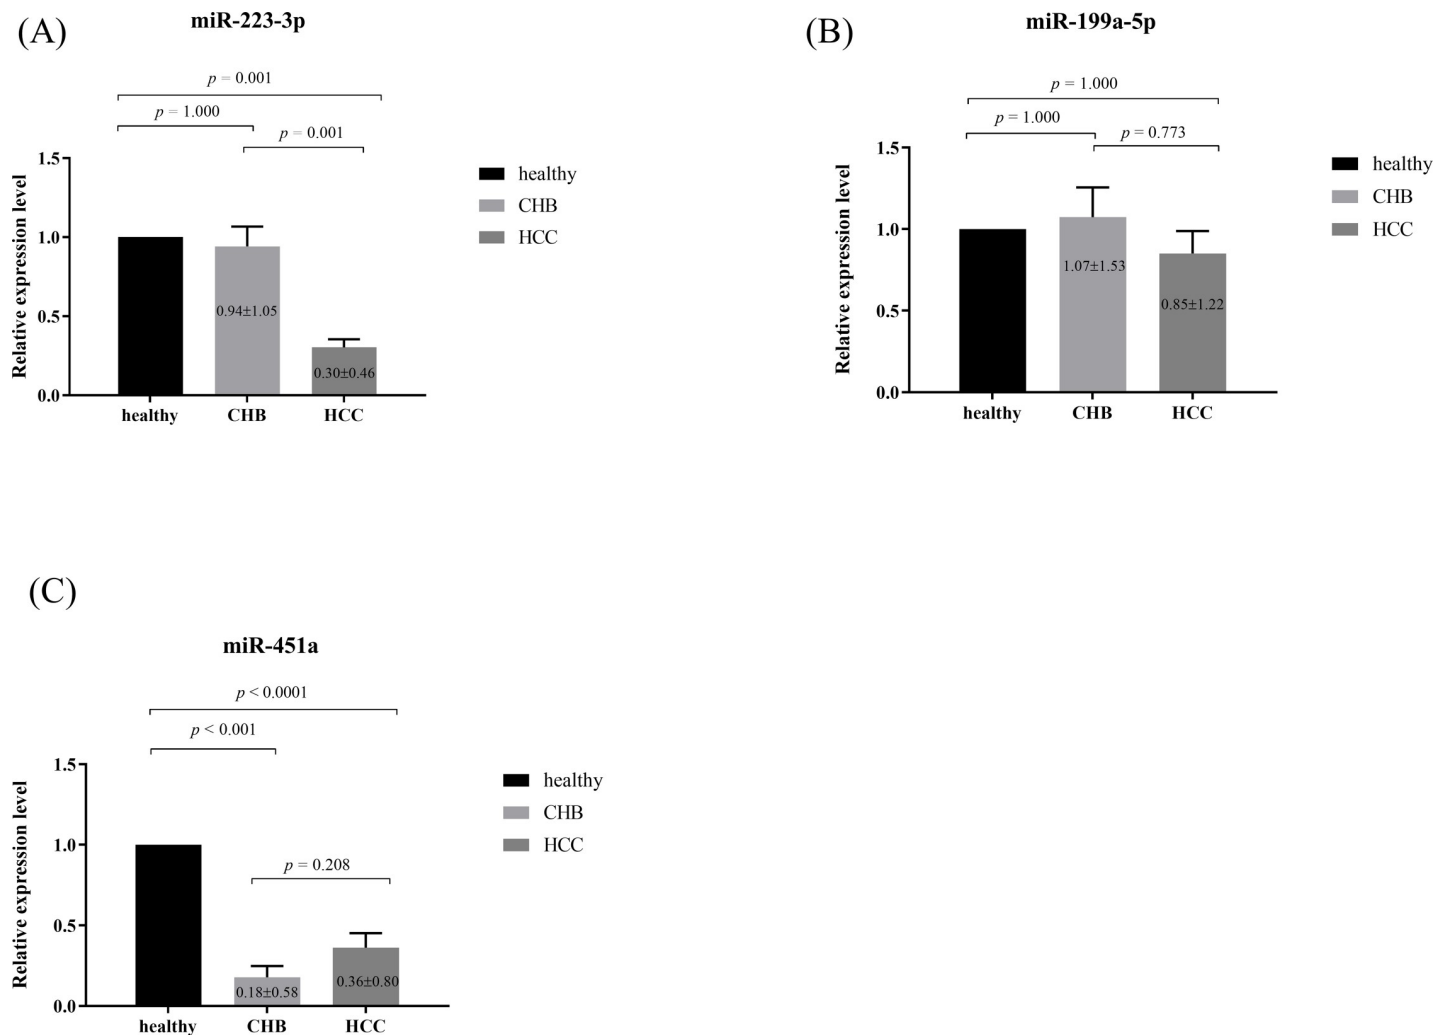 (A)
miR-223-3p
p = 0.001
p = 1.000
p = 0.001
1.5
1.0
0.5
0.0
Relative expression level
0.94±1.05
0.30±0.46
healthy
CHB
HCC
healthy
CHB
HCC
(B)
miR-199a-5p
p = 1.000
p = 1.000
p = 0.773
1.5
1.0
0.5
0.0
Relative expression level
1.07±1.53
0.85±1.22
healthy
CHB
HCC
healthy
CHB
HCC
(C)
miR-451a
p < 0.0001
p < 0.001
p = 0.208
1.5
1.0
0.5
0.0
Relative expression level
0.18±0.58
0.36±0.80
healthy
CHB
HCC
healthy
CHB
HCC